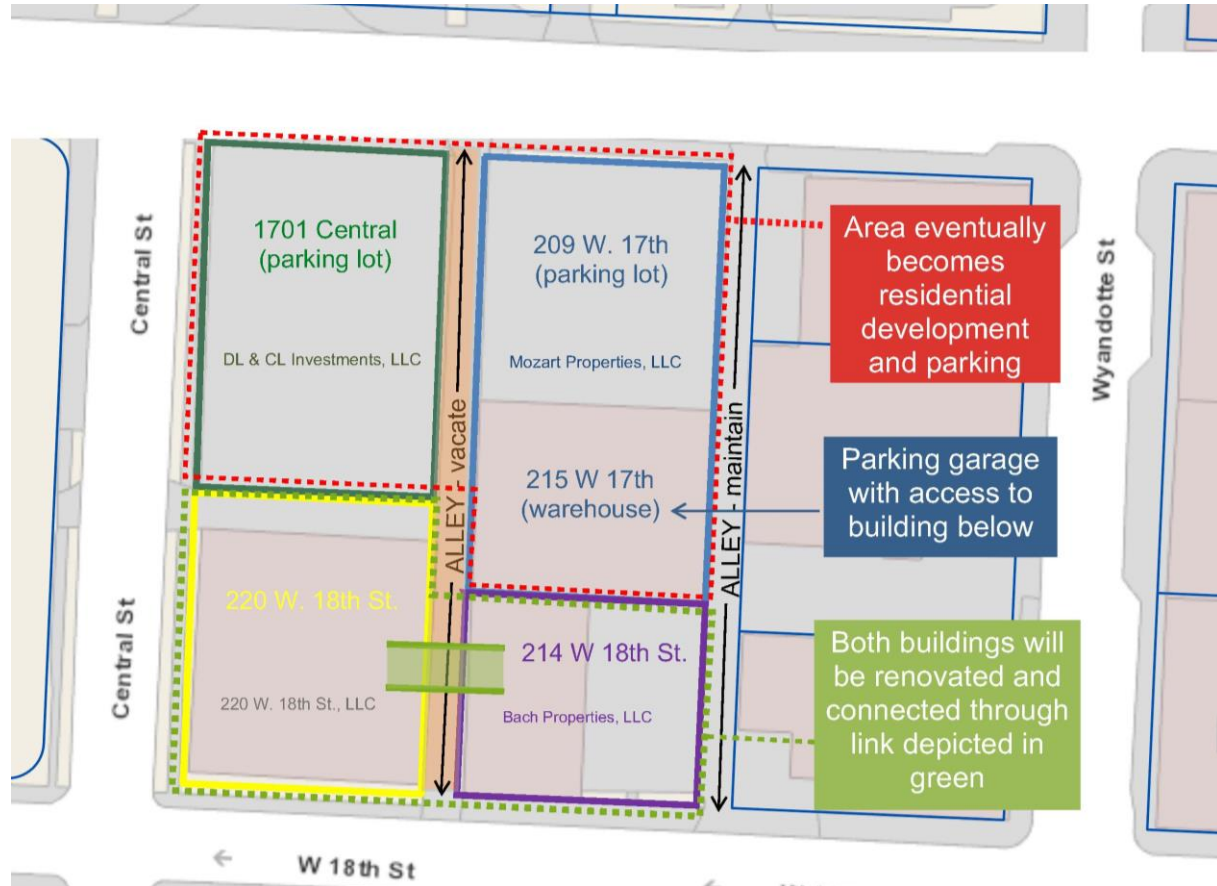 Central St
1701 Central
(parking lot)
DL & CL Investments, LLC
ALLEY - vacate
209 W. 17th
(parking lot)
Mozart Properties, LLC
215 W 17th
(warehouse)
ALLEY - maintain
Area eventually
becomes
residential
development
and parking
Wyandotte St
Parking garage
with access to
building below
Central St
220 W. 18th St.
220 W. 18th St., LLC
214 W 18th St.
Bach Properties, LLC
Both buildings will
be renovated and
connected through
link depicted in
green
W 18th St